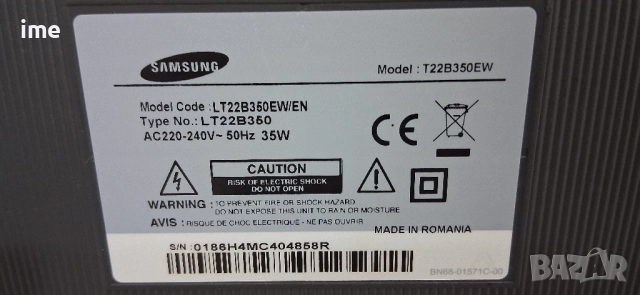 ime
SAMSUNG
Model : T22B350EW
Model Code : LT22B350EW/EN
Type No.: LT22B350
AC220-240V~ 50Hz 35W
CE
CAUTION
RISK OF ELECTRIC SHOCK
DO NOT OPEN
WARNING : TO PREVENT FIRE OR SHOCK HAZARD
DO NOT EXPOSE THIS UNIT TO RAIN OR MOISTURE
AVIS : RISQUE DE CHOC ELECTRIQUE - NE PAS OUVRIR
MADE IN ROMANIA
S/N : 0186H4MC404858R
BN68-01571C-00
bazar